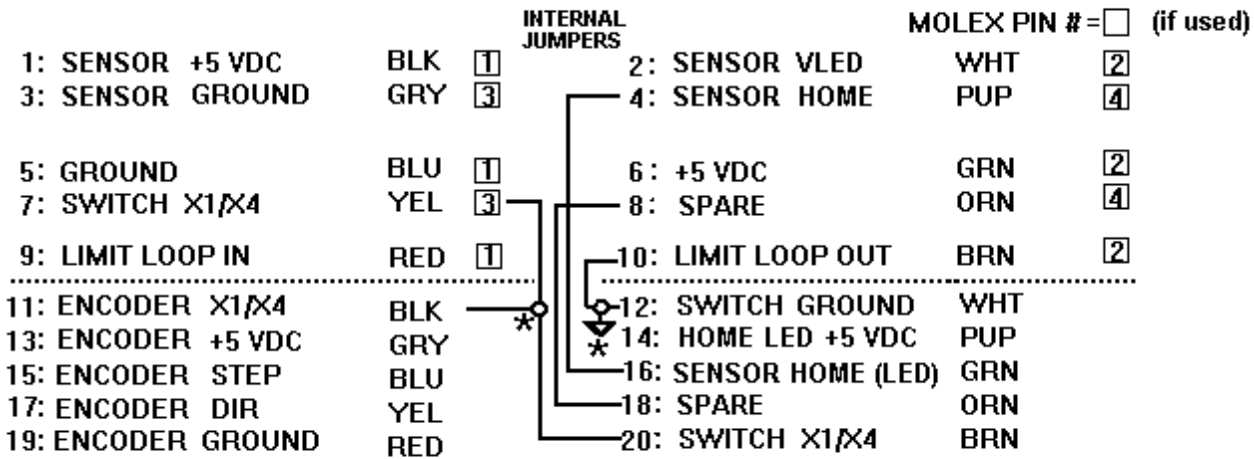 INTERNAL JUMPERS MOLEX PIN #= (if used)
1: SENSOR +5 VDC BLK 1 2: SENSOR VLED WHT 2
3: SENSOR GROUND GRY 3 4: SENSOR HOME PUP 4
5: GROUND BLU 1 6: +5 VDC GRN 2
7: SWITCH X1/X4 YEL 3 8: SPARE ORN 4
9: LIMIT LOOP IN RED 1 10: LIMIT LOOP OUT BRN 2
11: ENCODER X1/X4 BLK * 12: SWITCH GROUND WHT
13: ENCODER +5 VDC GRY * 14: HOME LED +5 VDC PUP
15: ENCODER STEP BLU 16: SENSOR HOME (LED) GRN
17: ENCODER DIR YEL 18: SPARE ORN
19: ENCODER GROUND RED 20: SWITCH X1/X4 BRN